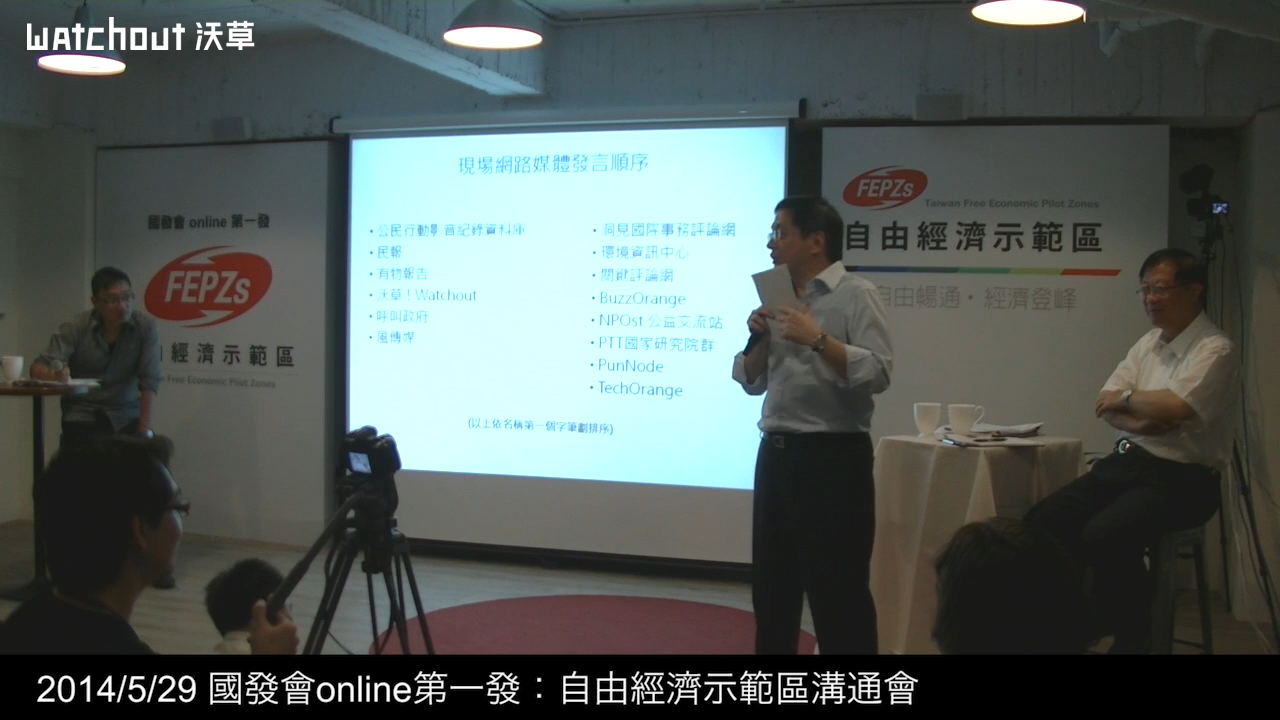 watchout 沃草
國發會 online 第一發
FEPZs
經濟示範區
Free Economic Pilot Zones
現場網路媒體發言順序
• 公民行動影音紀錄資料庫
• 民報
• 有物報告
• 沃草！Watchout
• 呼叫政府
• 風傳媒
• 洞見國際事務評論網
• 環境資訊中心
• 關鍵評論網
• BuzzOrange
• NPOst 公益交流站
• PTT國家研究院群
• PunNode
• TechOrange
(以上依名稱第一個字筆劃排序)
FEPZs
Taiwan Free Economic Pilot Zones
自由經濟示範區
自由暢通・經濟登峰
2014/5/29 國發會online第一發：自由經濟示範區溝通會